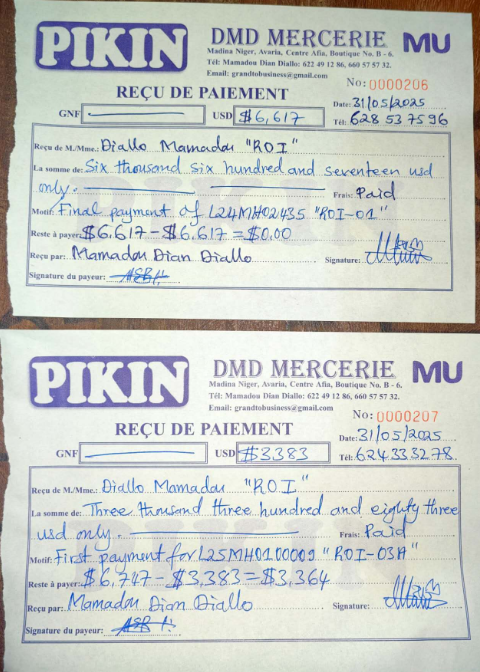 PIKIN
DMD MERCERIE
MU
Madina Niger, Avaria, Centre Afia, Boutique No. B - 6,
Tél: Mamadou Dian Diallo: 622 49 12 86, 660 57 57 32.
Email: grandtobusiness@gmail.com
No: 0000206
REÇU DE PAIEMENT
Date: 31/05/2025
GNF
USD $6,617
Tél: 628 53 75 96
Reçu de M./Mme.: Diallo Mamadou "ROI"
La somme de: Six thousand six hundred and seventeen usd
only. Frais: Paid
Motif: Final payment of L24MH02435 "ROI-01"
Reste à payer: $6,617 - $6,617 = $0.00
Reçu par: Mamadou Dian Diallo Signature:
Signature du payeur:
PIKIN
DMD MERCERIE
MU
Madina Niger, Avaria, Centre Afia, Boutique No. B - 6,
Tél: Mamadou Dian Diallo: 622 49 12 86, 660 57 57 32.
Email: grandtobusiness@gmail.com
No: 0000207
REÇU DE PAIEMENT
Date: 31/05/2025
GNF
USD $3,383
Tél: 624 33 32 78
Reçu de M./Mme.: Diallo Mamadou "ROI"
La somme de: Three thousand three hundred and eighty three
usd only. Frais: Paid
Motif: First payment for L25MH0100009 "ROI-03A"
Reste à payer: $6,747 - $3,383 = $3,364
Reçu par: Mamadou Dian Diallo Signature:
Signature du payeur: